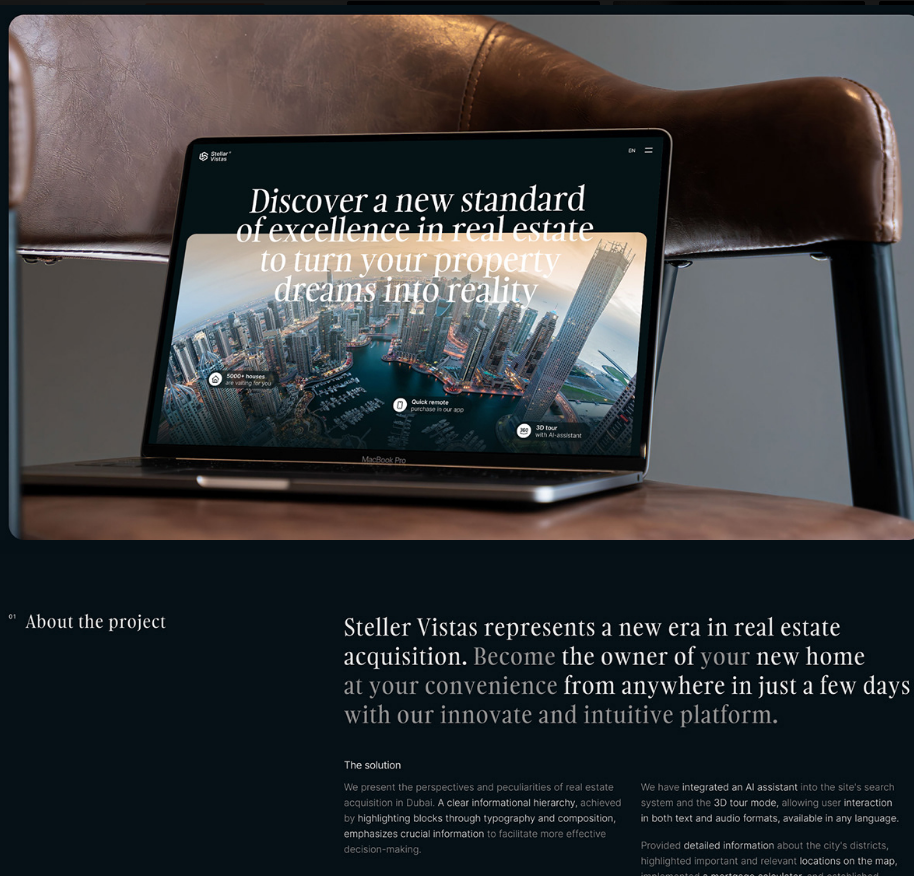 Stellar
Vistas
EN
Discover a new standard
of excellence in real estate
to turn your property
dreams into reality
5000+ houses
are waiting for you
Quick remote
purchase in our app
360
3D tour
with AI-assistant
MacBook Pro
01 About the project
Steller Vistas represents a new era in real estate
acquisition. Become the owner of your new home
at your convenience from anywhere in just a few days
with our innovate and intuitive platform.
The solution
We present the perspectives and peculiarities of real estate
acquisition in Dubai. A clear informational hierarchy, achieved
by highlighting blocks through typography and composition,
emphasizes crucial information to facilitate more effective
decision-making.
We have integrated an AI assistant into the site's search
system and the 3D tour mode, allowing user interaction
in both text and audio formats, available in any language.
Provided detailed information about the city's districts,
highlighted important and relevant locations on the map,
implemented a mortgage calculator, and established